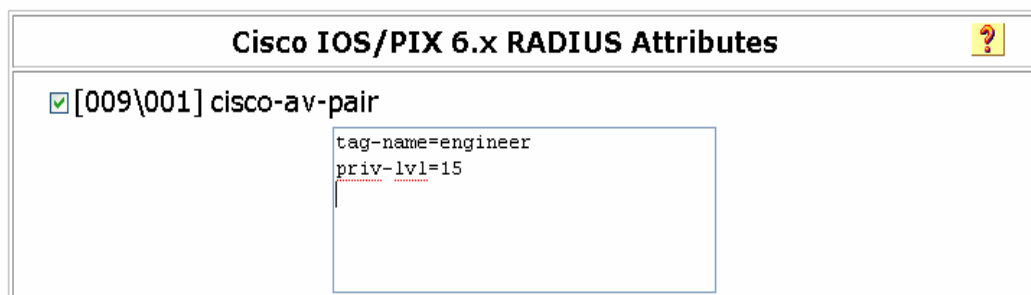 Cisco IOS/PIX 6.x RADIUS Attributes
?
[009\001] cisco-av-pair
tag-name=engineer
priv-lvl=15